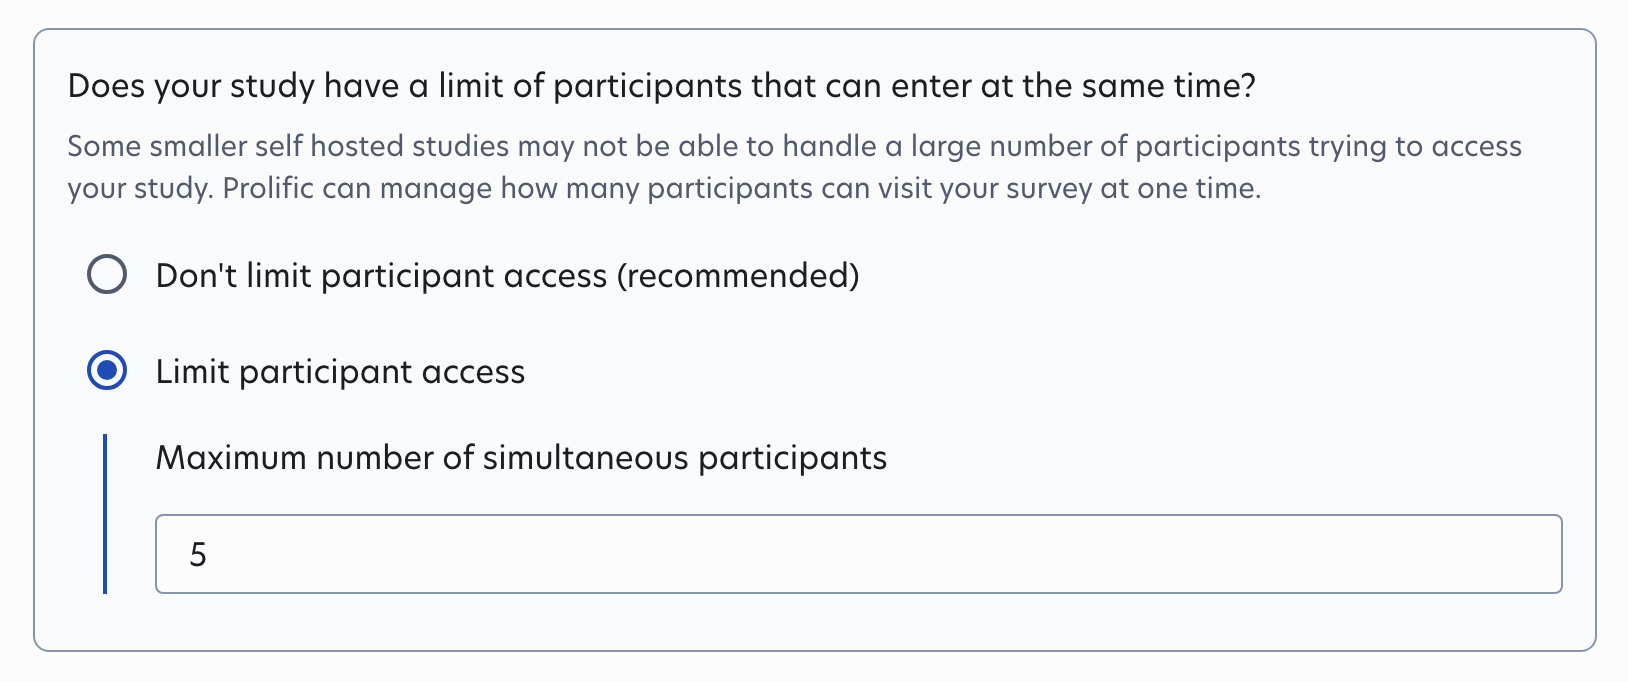 Does your study have a limit of participants that can enter at the same time?
Some smaller self hosted studies may not be able to handle a large number of participants trying to access
your study. Prolific can manage how many participants can visit your survey at one time.
Don't limit participant access (recommended)
Limit participant access
Maximum number of simultaneous participants
5